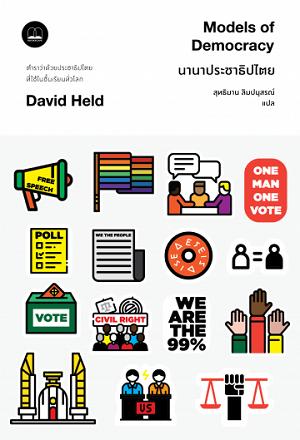 Models of
Democracy
นานาประชาธิปไตย
สุทธิมาน ลิมปนุสรณ์
แปล
ตำราว่าด้วยประชาธิปไตย
ที่ใช้ในชั้นเรียนทั่วโลก
David Held
FREE
SPEECH
ONE
MAN
ONE
VOTE
POLL
WE THE PEOPLE
VOTE
CIVIL RIGHT
WE
ARE
THE
99%
US